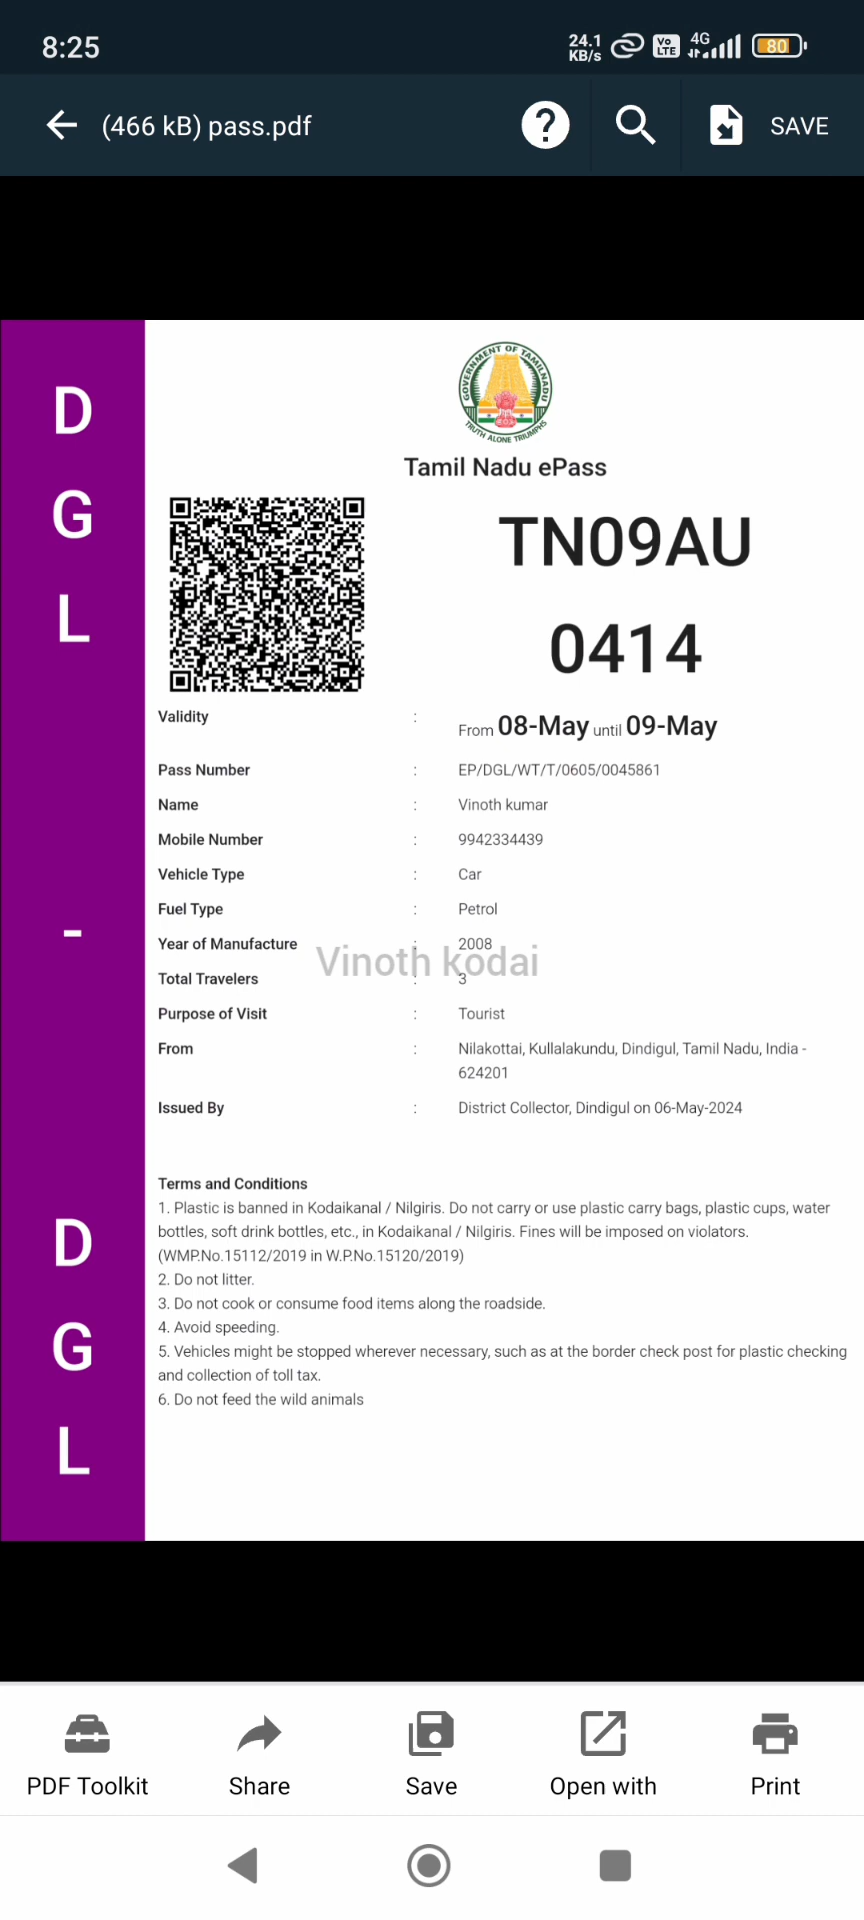 8:25
24.1 KB/s Vo LTE 4G 80
(466 kB) pass.pdf SAVE
GOVERNMENT OF TAMILNADU
TRUTH ALONE TRIUMPHS
Tamil Nadu ePass
D
G
L
TN09AU
0414
Validity : From 08-May until 09-May
Pass Number : EP/DGL/WT/T/0605/0045861
Name : Vinoth kumar
Mobile Number : 9942334439
Vehicle Type : Car
Fuel Type : Petrol
-
Year of Manufacture : 2008
Vinoth kodai
Total Travelers : 3
Purpose of Visit : Tourist
From : Nilakottai, Kullalakundu, Dindigul, Tamil Nadu, India -
624201
Issued By : District Collector, Dindigul on 06-May-2024
Terms and Conditions
1. Plastic is banned in Kodaikanal / Nilgiris. Do not carry or use plastic carry bags, plastic cups, water
bottles, soft drink bottles, etc., in Kodaikanal / Nilgiris. Fines will be imposed on violators.
(WMP.No.15112/2019 in W.P.No.15120/2019)
2. Do not litter.
3. Do not cook or consume food items along the roadside.
4. Avoid speeding.
5. Vehicles might be stopped wherever necessary, such as at the border check post for plastic checking
and collection of toll tax.
6. Do not feed the wild animals
D
G
L
PDF Toolkit Share Save Open with Print